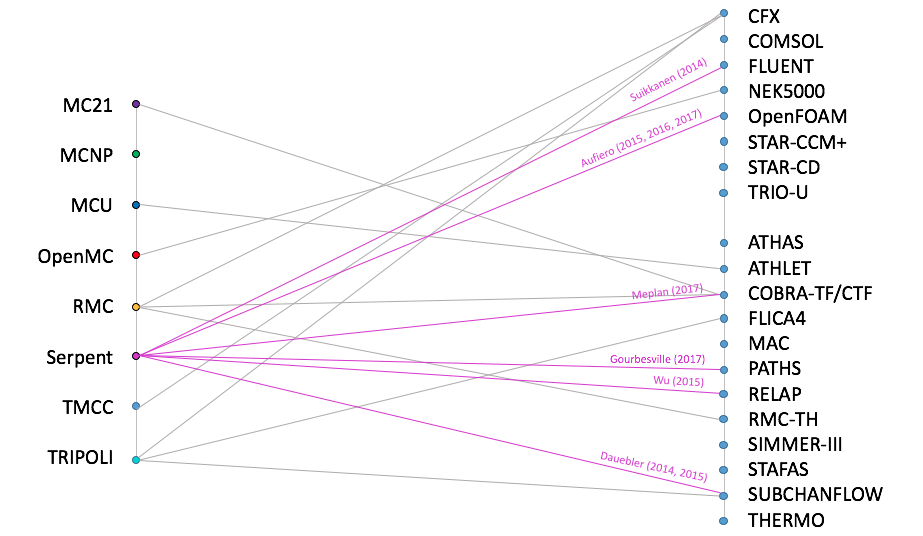 MC21
MCNP
MCU
OpenMC
RMC
Serpent
TMCC
TRIPOLI
Suikkanen (2014)
Aufiero (2015, 2016, 2017)
Meplan (2017)
Gourbesville (2017)
Wu (2015)
Dauebler (2014, 2015)
CFX
COMSOL
FLUENT
NEK5000
OpenFOAM
STAR-CCM+
STAR-CD
TRIO-U
ATHAS
ATHLET
COBRA-TF/CTF
FLICA4
MAC
PATHS
RELAP
RMC-TH
SIMMER-III
STAFAS
SUBCHANFLOW
THERMO